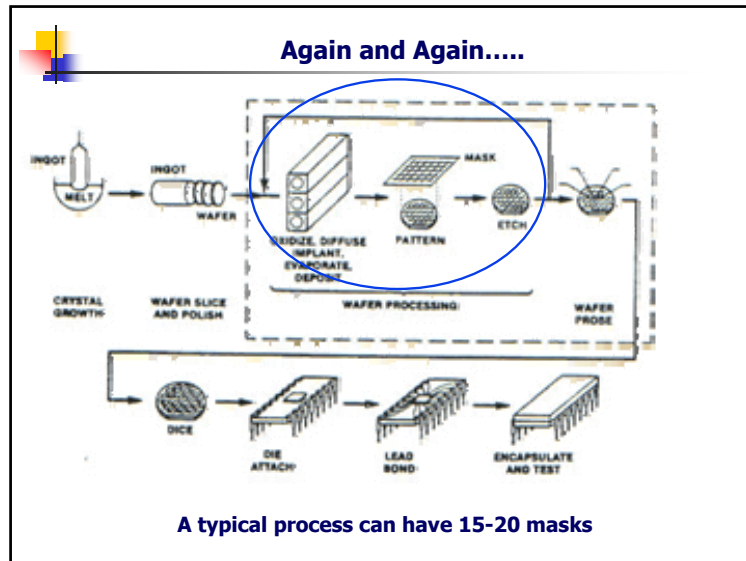 Again and Again.....
INGOT
MELT
INGOT
WAFER
MASK
PATTERN
ETCH
OXIDIZE, DIFFUSE
IMPLANT,
EVAPORATE,
DEPOSIT
WAFER PROCESSING
CRYSTAL
GROWTH
WAFER SLICE
AND POLISH
WAFER
PROBE
DICE
DIE
ATTACH
LEAD
BOND
ENCAPSULATE
AND TEST
A typical process can have 15-20 masks